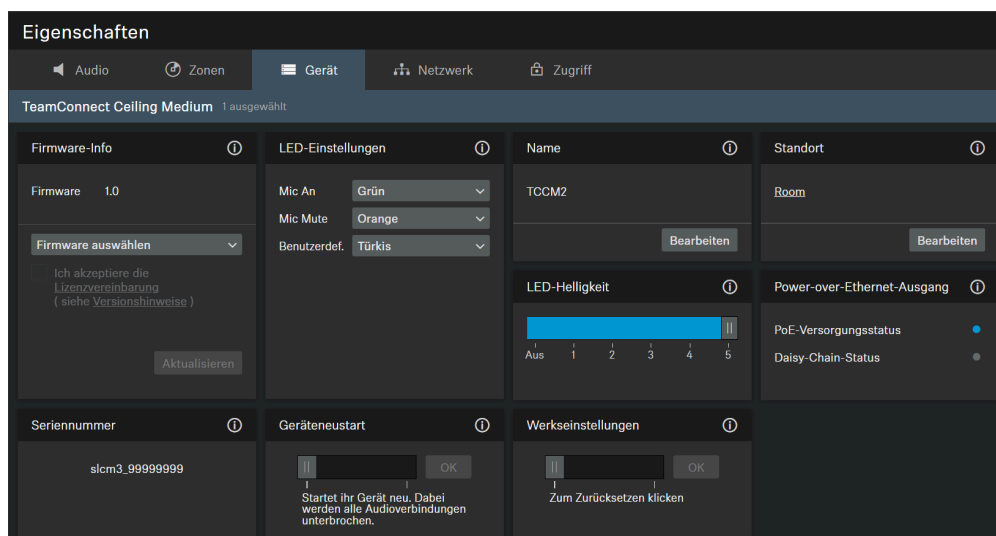 Eigenschaften
Audio Zonen Gerät Netzwerk Zugriff
TeamConnect Ceiling Medium 1 ausgewählt
Firmware-Info
Firmware 1.0
Firmware auswählen
Ich akzeptiere die
Lizenzvereinbarung
( siehe Versionshinweise )
Aktualisieren
LED-Einstellungen
Mic An Grün
Mic Mute Orange
Benutzerdef. Türkis
Name
TCCM2
Bearbeiten
Standort
Room
Bearbeiten
LED-Helligkeit
Aus 1 2 3 4 5
Power-over-Ethernet-Ausgang
PoE-Versorgungsstatus
Daisy-Chain-Status
Seriennummer
slcm3_99999999
Geräteneustart
OK
Startet ihr Gerät neu. Dabei
werden alle Audioverbindungen
unterbrochen.
Werkseinstellungen
OK
Zum Zurücksetzen klicken